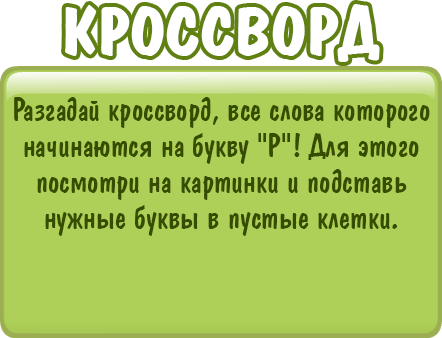 КРОССВОРД
Разгадай кроссворд, все слова которого
начинаются на букву "Р"! Для этого
посмотри на картинки и подставь
нужные буквы в пустые клетки.